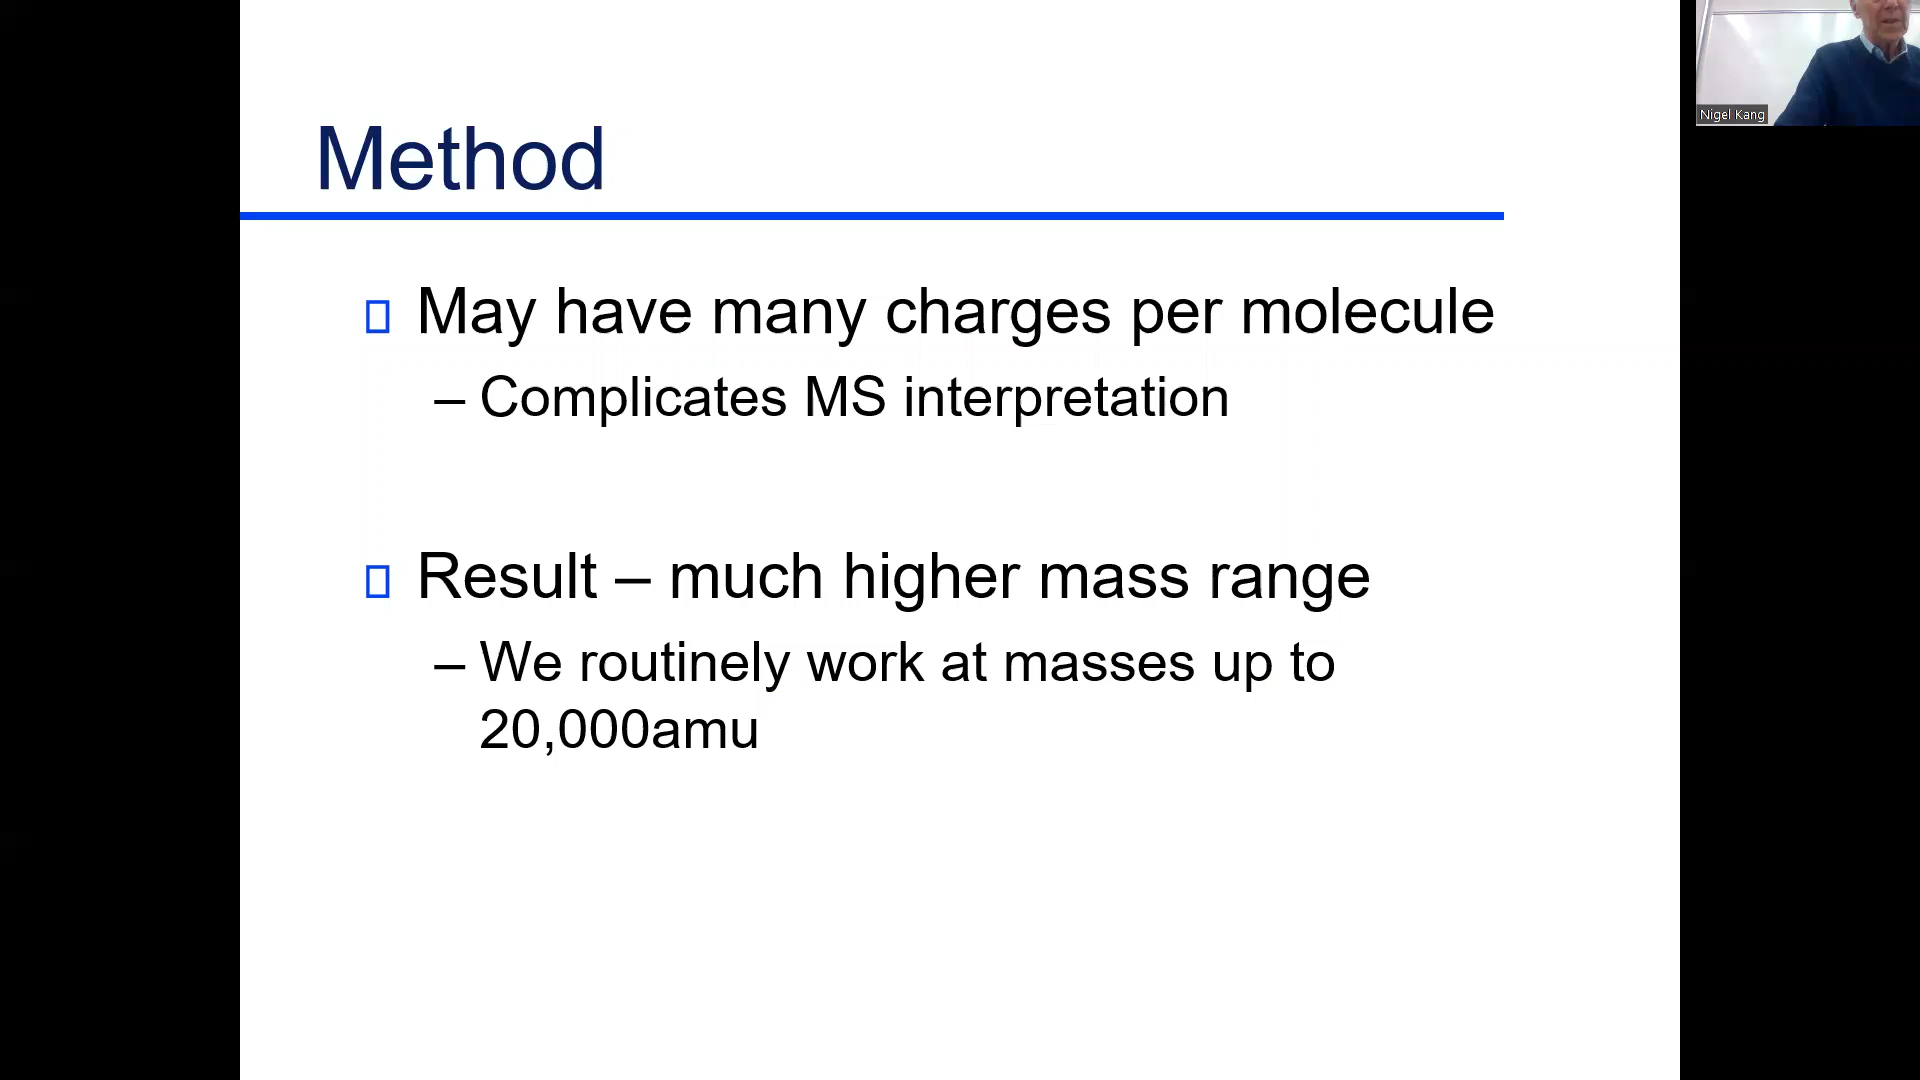 Method
May have many charges per molecule
– Complicates MS interpretation
Result – much higher mass range
– We routinely work at masses up to
20,000amu
Nigel Kang